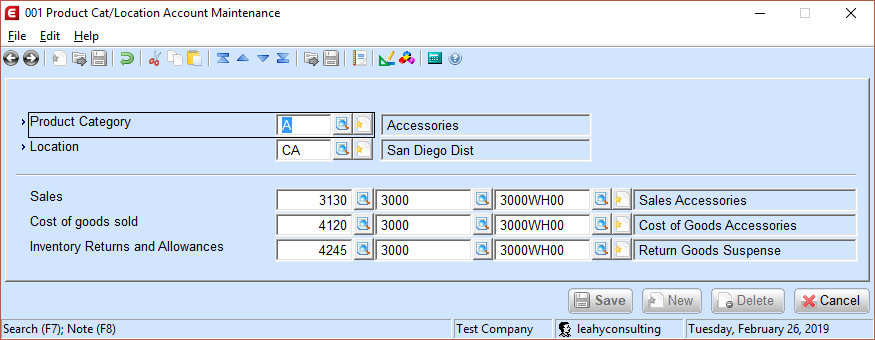 E 001 Product Cat/Location Account Maintenance
File Edit Help
Product Category A Accessories
Location CA San Diego Dist
Sales 3130 3000 3000WH00 Sales Accessories
Cost of goods sold 4120 3000 3000WH00 Cost of Goods Accessories
Inventory Returns and Allowances 4245 3000 3000WH00 Return Goods Suspense
Save New Delete Cancel
Search (F7); Note (F8) Test Company leahyconsulting Tuesday, February 26, 2019